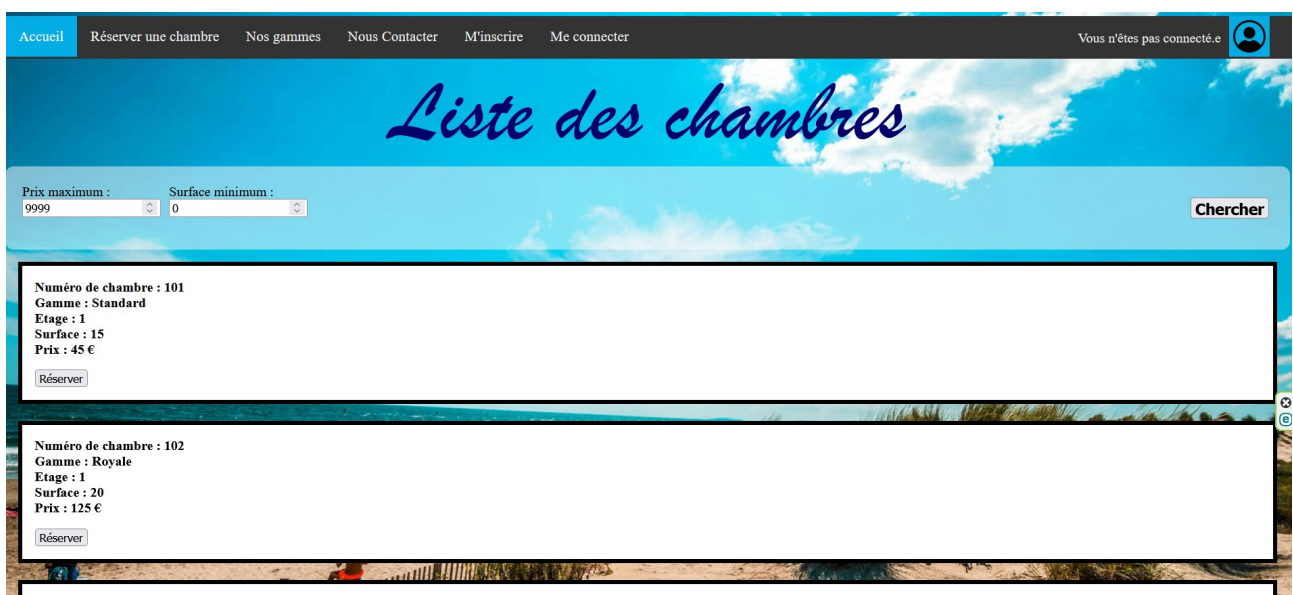 Accueil Réserver une chambre Nos gammes Nous Contacter M'inscrire Me connecter Vous n'êtes pas connecté.e
Liste des chambres
Prix maximum : Surface minimum :
9999 0 Chercher
Numéro de chambre : 101
Gamme : Standard
Etage : 1
Surface : 15
Prix : 45 €
Réserver
Numéro de chambre : 102
Gamme : Royale
Etage : 1
Surface : 20
Prix : 125 €
Réserver